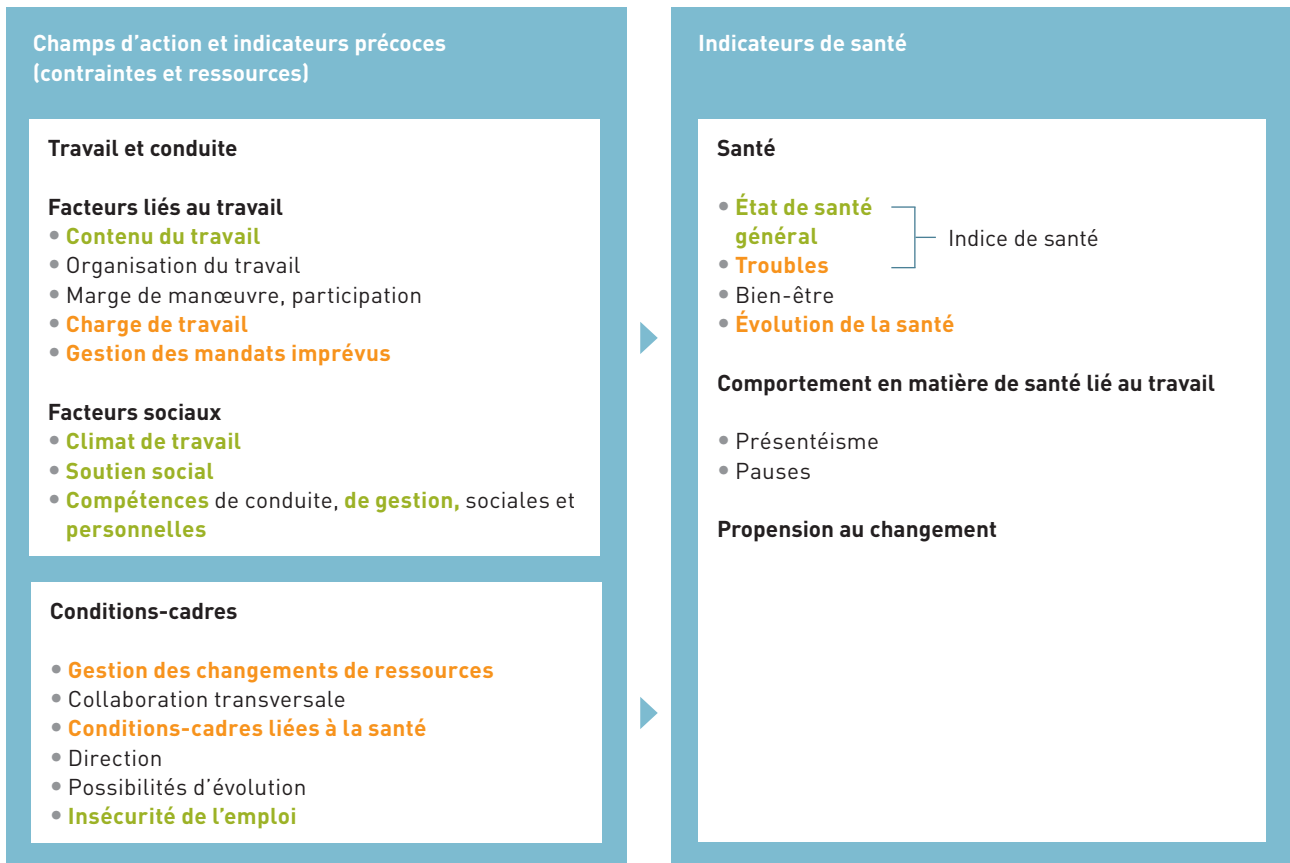 Champs d’action et indicateurs précoces
(contraintes et ressources)
Travail et conduite
Facteurs liés au travail
• Contenu du travail
• Organisation du travail
• Marge de manœuvre, participation
• Charge de travail
• Gestion des mandats imprévus
Facteurs sociaux
• Climat de travail
• Soutien social
• Compétences de conduite, de gestion, sociales et
personnelles
Conditions-cadres
• Gestion des changements de ressources
• Collaboration transversale
• Conditions-cadres liées à la santé
• Direction
• Possibilités d’évolution
• Insécurité de l’emploi
Indicateurs de santé
Santé
• État de santé
général
• Troubles
Indice de santé
• Bien-être
• Évolution de la santé
Comportement en matière de santé lié au travail
• Présentéisme
• Pauses
Propension au changement